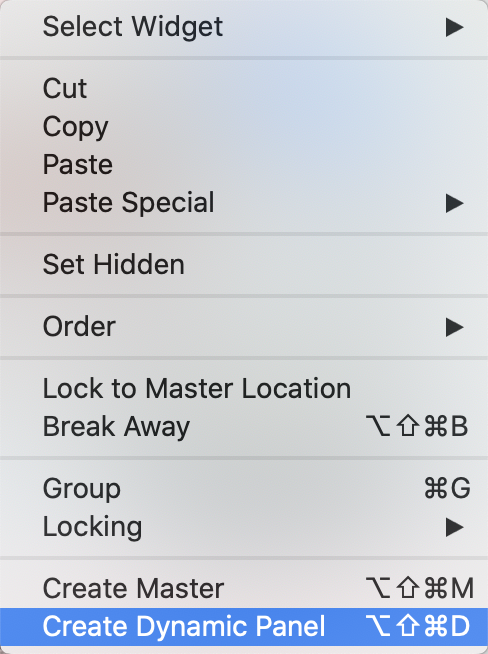 Select Widget ▶
Cut
Copy
Paste
Paste Special ▶
Set Hidden
Order ▶
Lock to Master Location
Break Away ⌥⇧⌘B
Group ⌘G
Locking ▶
Create Master ⌥⇧⌘M
Create Dynamic Panel ⌥⇧⌘D